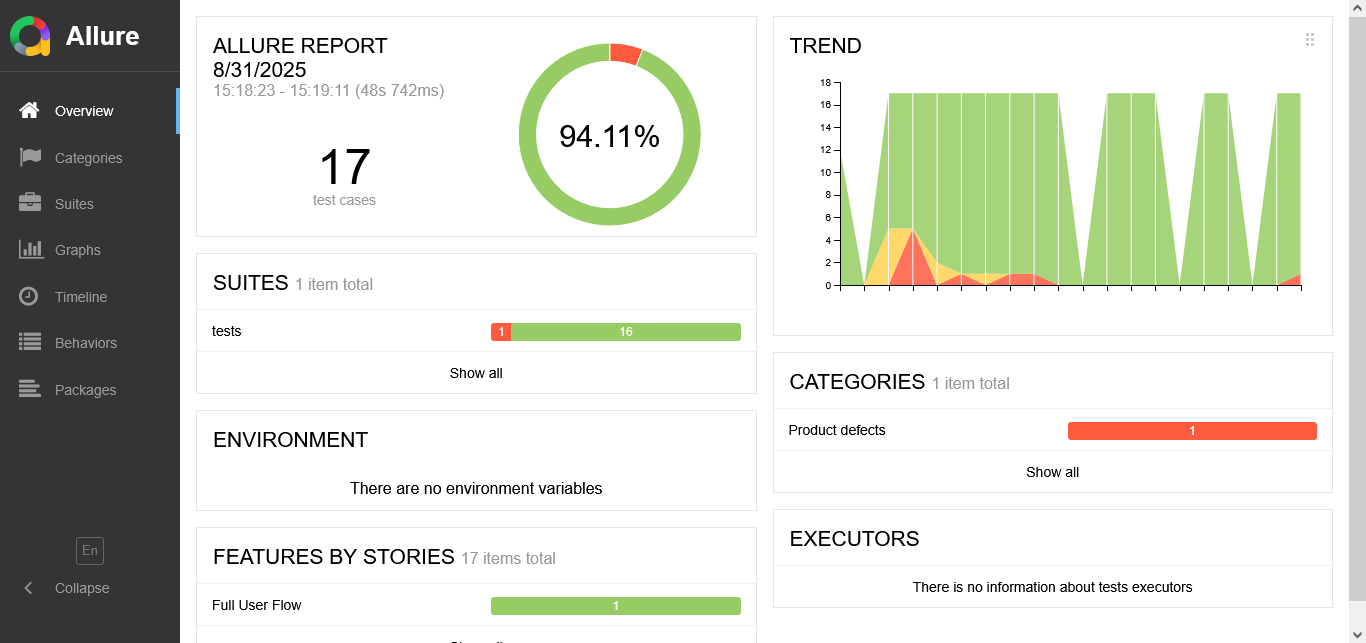 Allure
Overview
Categories
Suites
Graphs
Timeline
Behaviors
Packages
En
Collapse
ALLURE REPORT
8/31/2025
15:18:23 - 15:19:11 (48s 742ms)
17
test cases
94.11%
SUITES 1 item total
tests 1 16
Show all
ENVIRONMENT
There are no environment variables
FEATURES BY STORIES 17 items total
Full User Flow 1
TREND
18
16
14
12
10
8
6
4
2
0
CATEGORIES 1 item total
Product defects 1
Show all
EXECUTORS
There is no information about tests executors